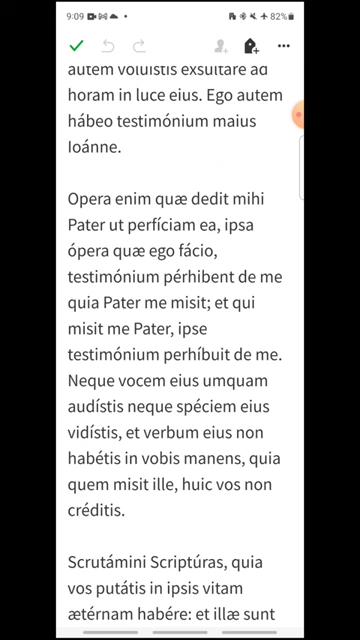 9:09
82%
autem voluistis exsultare ad
horam in luce eius. Ego autem
hábeo testimónium maius
Ioánne.
Opera enim quæ dedit mihi
Pater ut perfíciam ea, ipsa
ópera quæ ego fácio,
testimónium pérhibent de me
quia Pater me misit; et qui
misit me Pater, ipse
testimónium perhíbuit de me.
Neque vocem eius umquam
audístis neque spéciem eius
vidístis, et verbum eius non
habétis in vobis manens, quia
quem misit ille, huic vos non
créditis.
Scrutámini Scriptúras, quia
vos putátis in ipsis vitam
ætérnam habére: et illæ sunt